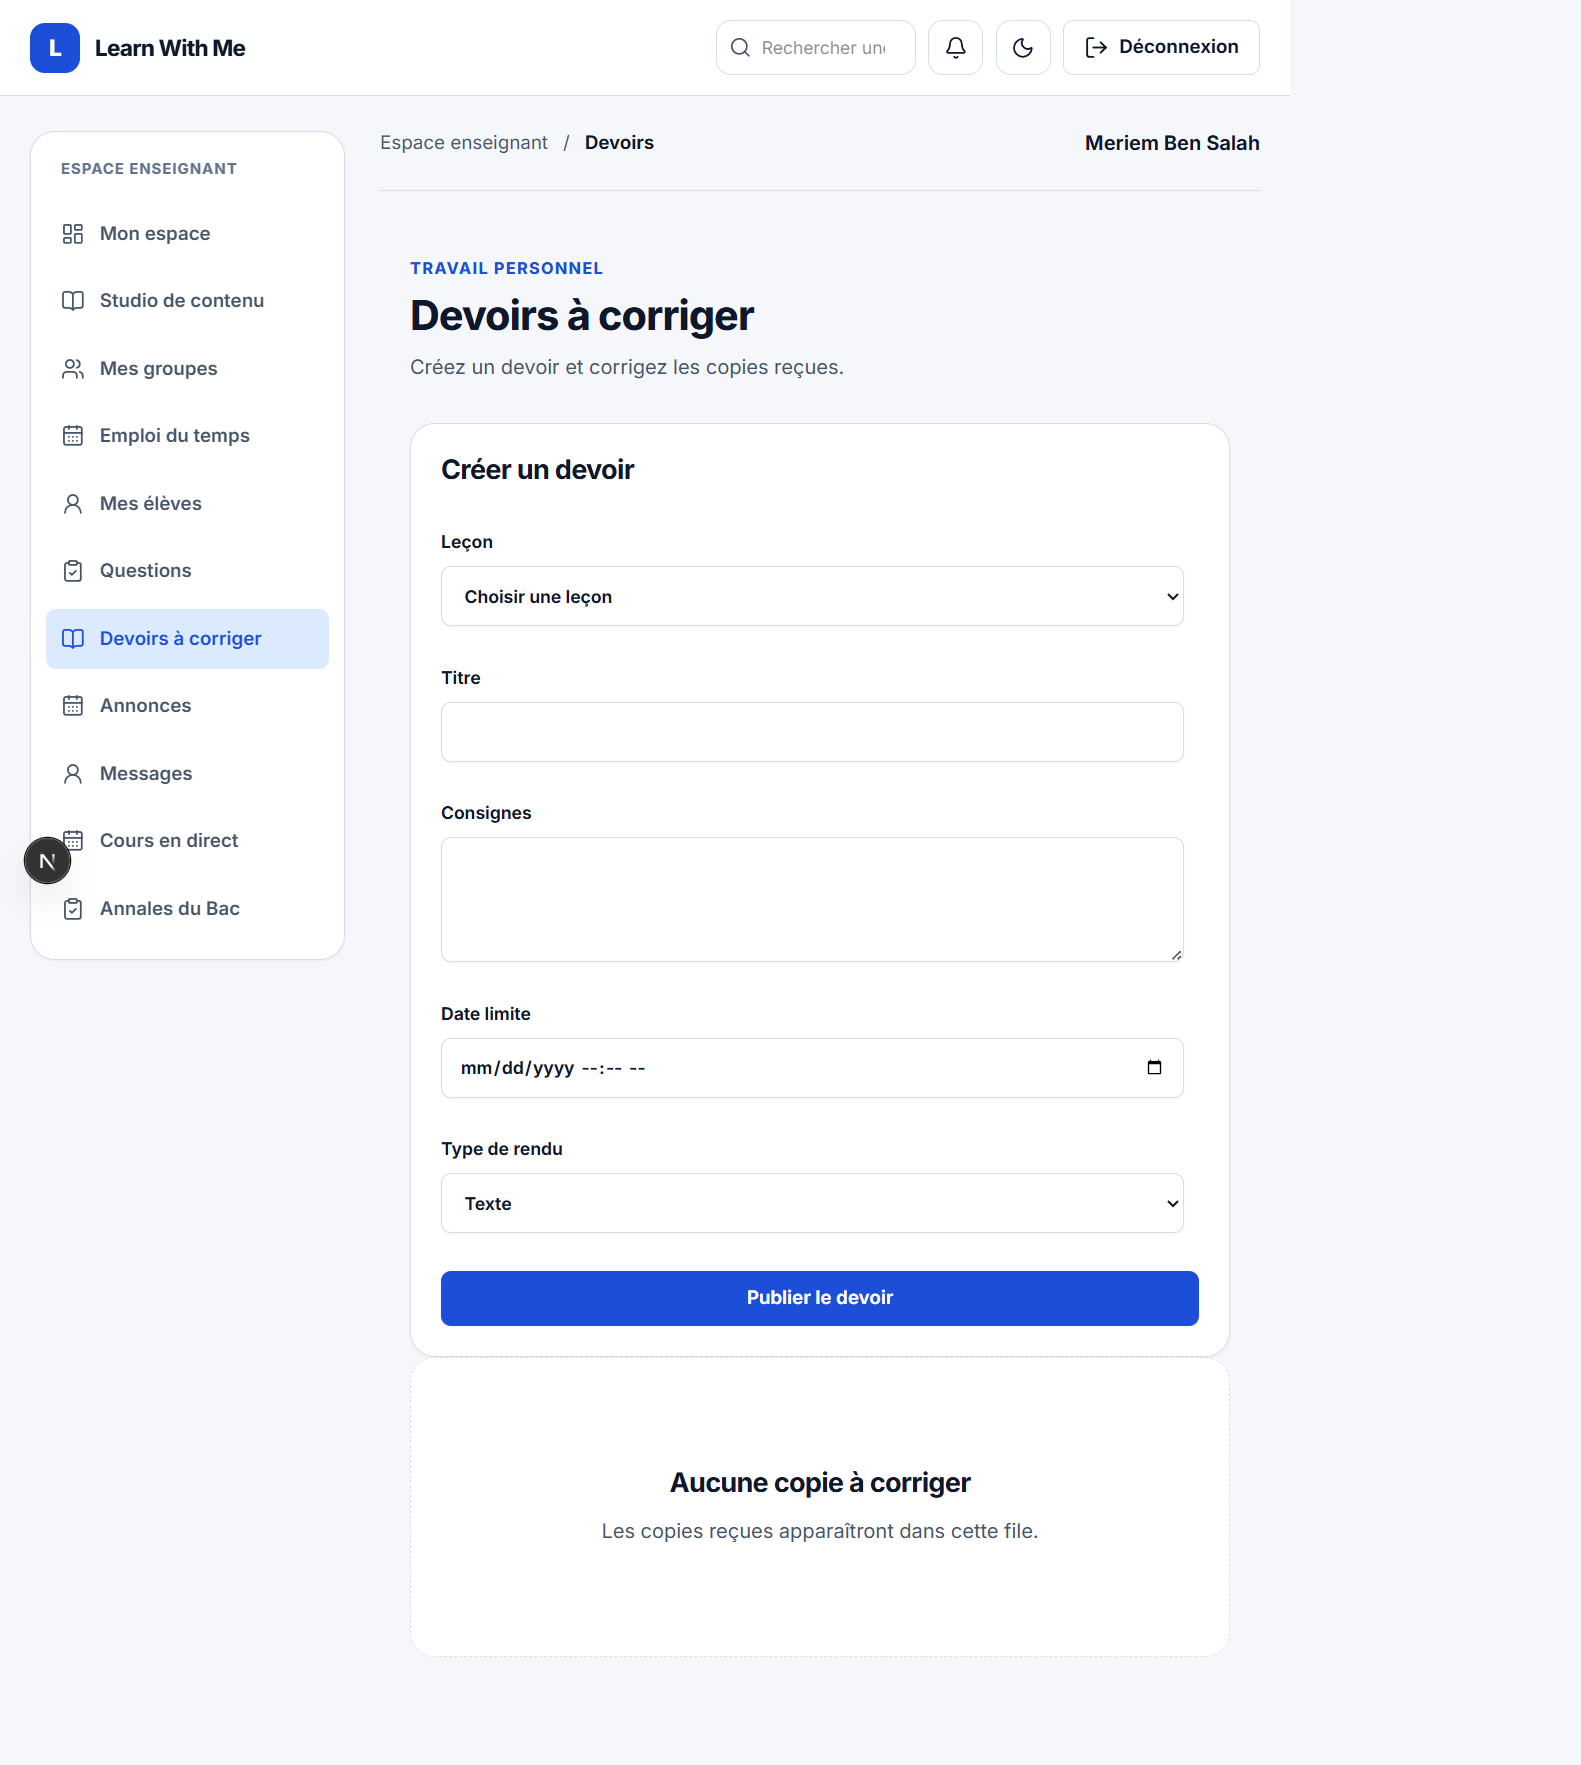 L Learn With Me
Rechercher un
Déconnexion
ESPACE ENSEIGNANT
Mon espace
Studio de contenu
Mes groupes
Emploi du temps
Mes élèves
Questions
Devoirs à corriger
Annonces
Messages
Cours en direct
Annales du Bac
N
Espace enseignant / Devoirs
Meriem Ben Salah
TRAVAIL PERSONNEL
Devoirs à corriger
Créez un devoir et corrigez les copies reçues.
Créer un devoir
Leçon
Choisir une leçon
Titre
Consignes
Date limite
mm/dd/yyyy --:-- --
Type de rendu
Texte
Publier le devoir
Aucune copie à corriger
Les copies reçues apparaîtront dans cette file.